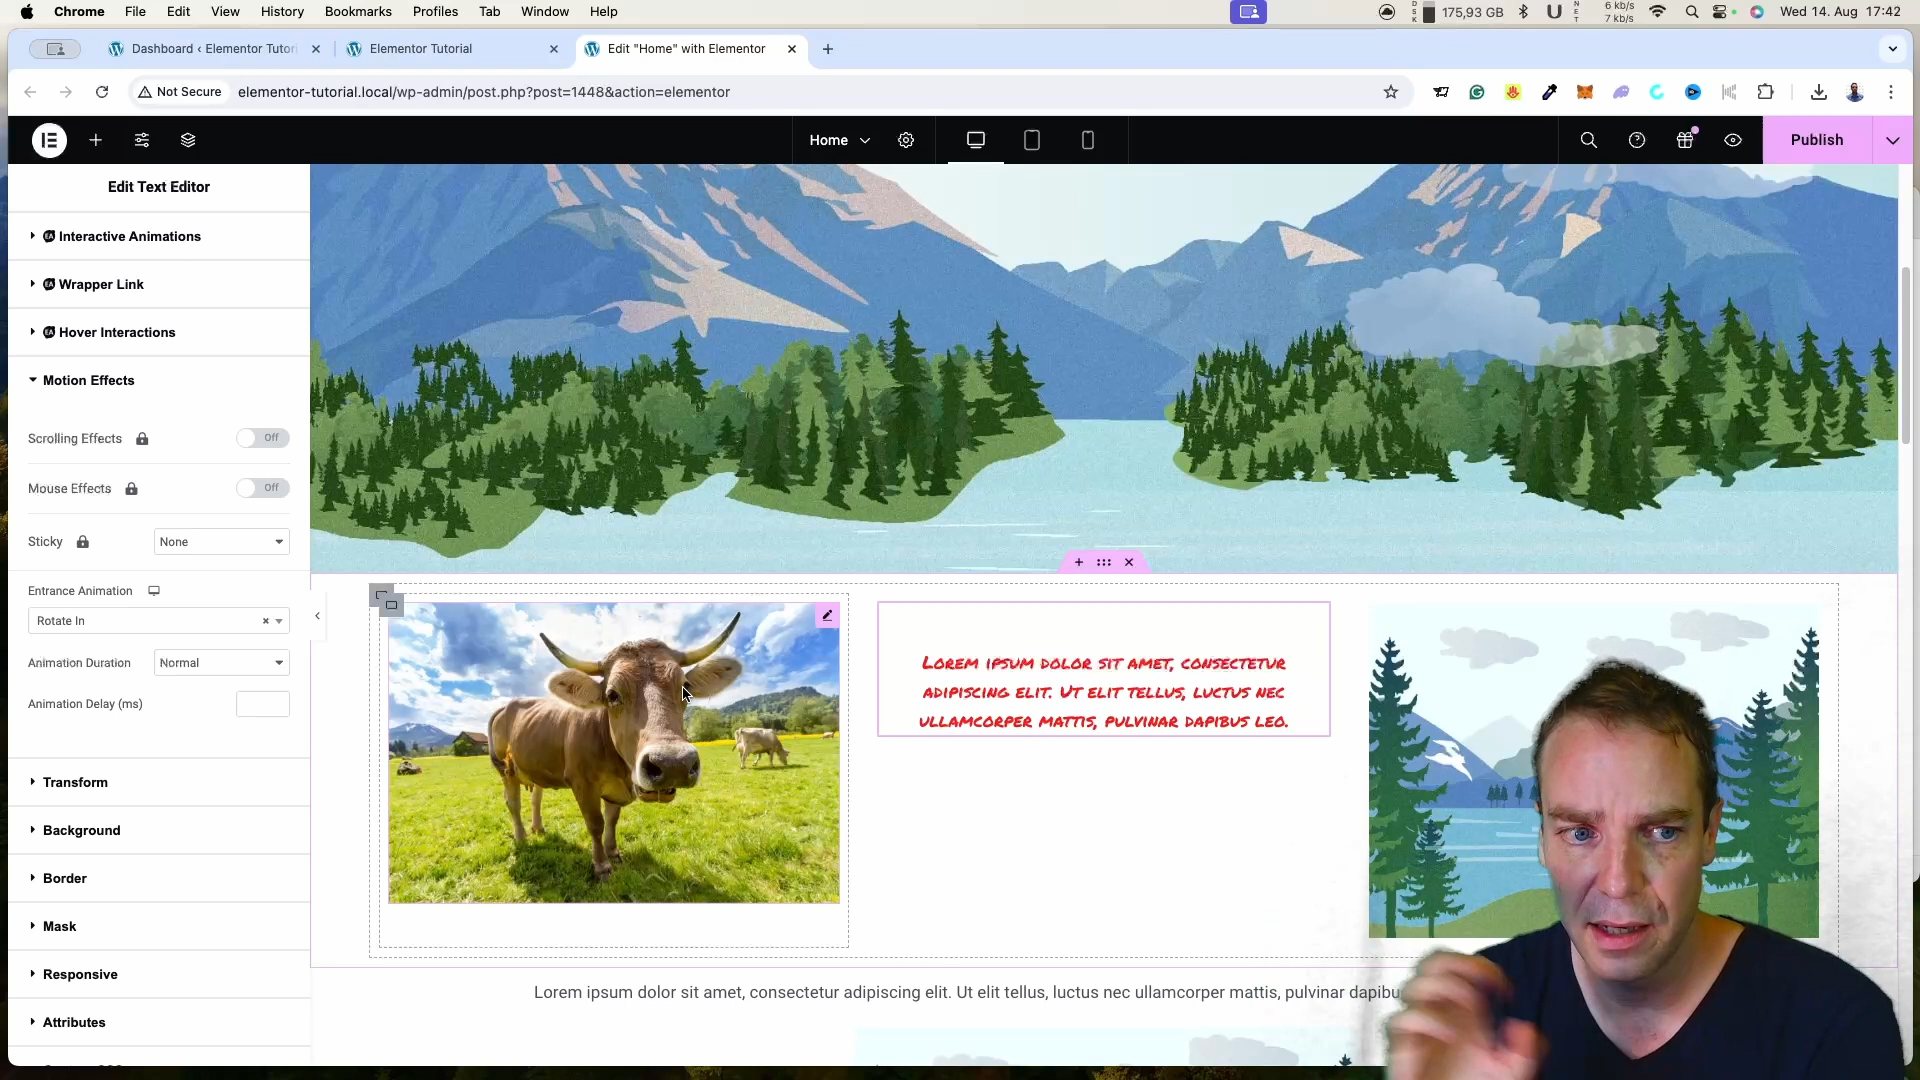 Chrome File Edit View History Bookmarks Profiles Tab Window Help
175,93 GB
6 kb/s
7 kb/s
Wed 14. Aug 17:42
Dashboard ‹ Elementor Tutori
Elementor Tutorial
Edit "Home" with Elementor
Not Secure
elementor-tutorial.local/wp-admin/post.php?post=1448&action=elementor
Home
Publish
Edit Text Editor
Interactive Animations
Wrapper Link
Hover Interactions
Motion Effects
Scrolling Effects
Off
Mouse Effects
Off
Sticky
None
Entrance Animation
Rotate In
Animation Duration
Normal
Animation Delay (ms)
Transform
Background
Border
Mask
Responsive
Attributes
Lorem ipsum dolor sit amet, consectetur
adipiscing elit. Ut elit tellus, luctus nec
ullamcorper mattis, pulvinar dapibus leo.
Lorem ipsum dolor sit amet, consectetur adipiscing elit. Ut elit tellus, luctus nec ullamcorper mattis, pulvinar dapibu